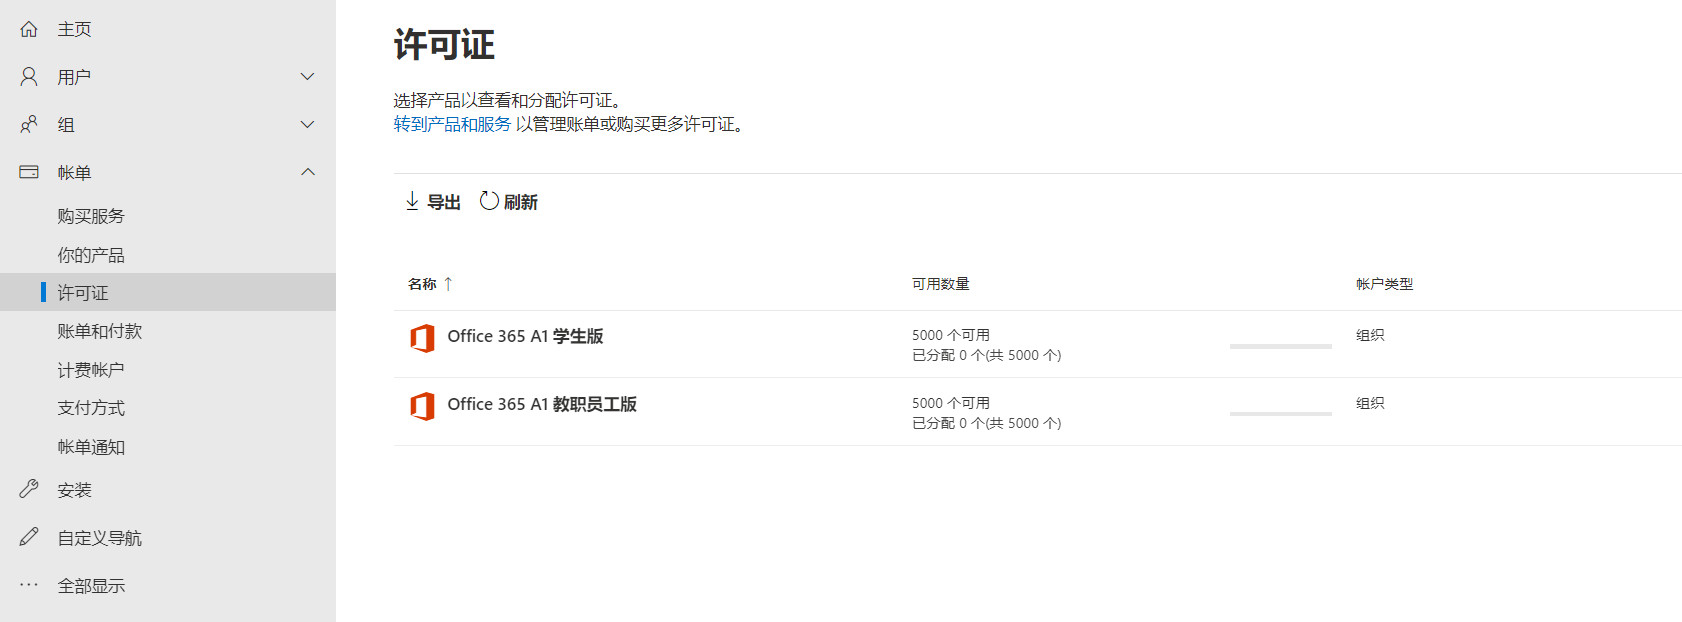 主页
用户
组
帐单
购买服务
你的产品
许可证
账单和付款
计费帐户
支付方式
帐单通知
安装
自定义导航
全部显示
许可证
选择产品以查看和分配许可证。
转到产品和服务 以管理账单或购买更多许可证。
导出 刷新
名称 ↑ 可用数量 帐户类型
Office 365 A1 学生版 5000 个可用 组织
已分配 0 个(共 5000 个)
Office 365 A1 教职员工版 5000 个可用 组织
已分配 0 个(共 5000 个)